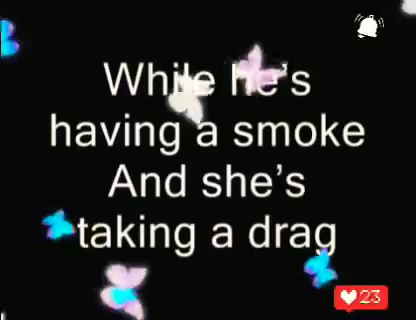 While he's
having a smoke
And she's
taking a drag
23